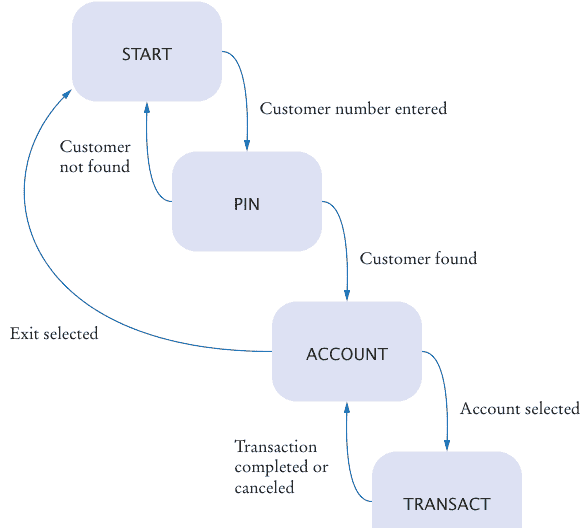 START
Customer number entered
Customer
not found
PIN
Customer found
Exit selected
ACCOUNT
Account selected
Transaction
completed or
canceled
TRANSACT